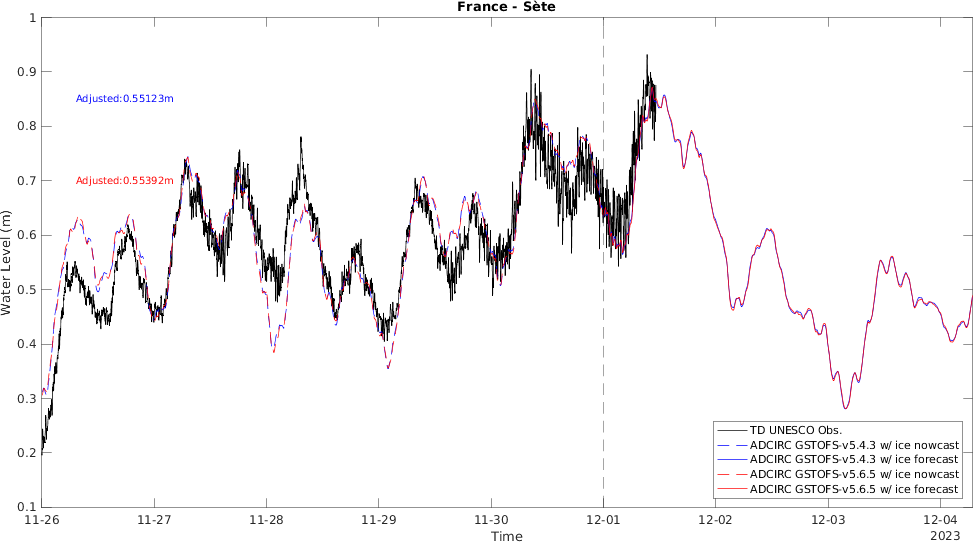 France - Sète
1
0.9
0.8
0.7
0.6
0.5
0.4
0.3
0.2
0.1
Water Level (m)
Adjusted:0.55123m
Adjusted:0.55392m
TD UNESCO Obs.
ADCIRC GSTOFS-v5.4.3 w/ ice nowcast
ADCIRC GSTOFS-v5.4.3 w/ ice forecast
ADCIRC GSTOFS-v5.6.5 w/ ice nowcast
ADCIRC GSTOFS-v5.6.5 w/ ice forecast
11-26 11-27 11-28 11-29 11-30 12-01 12-02 12-03 12-04
2023
Time